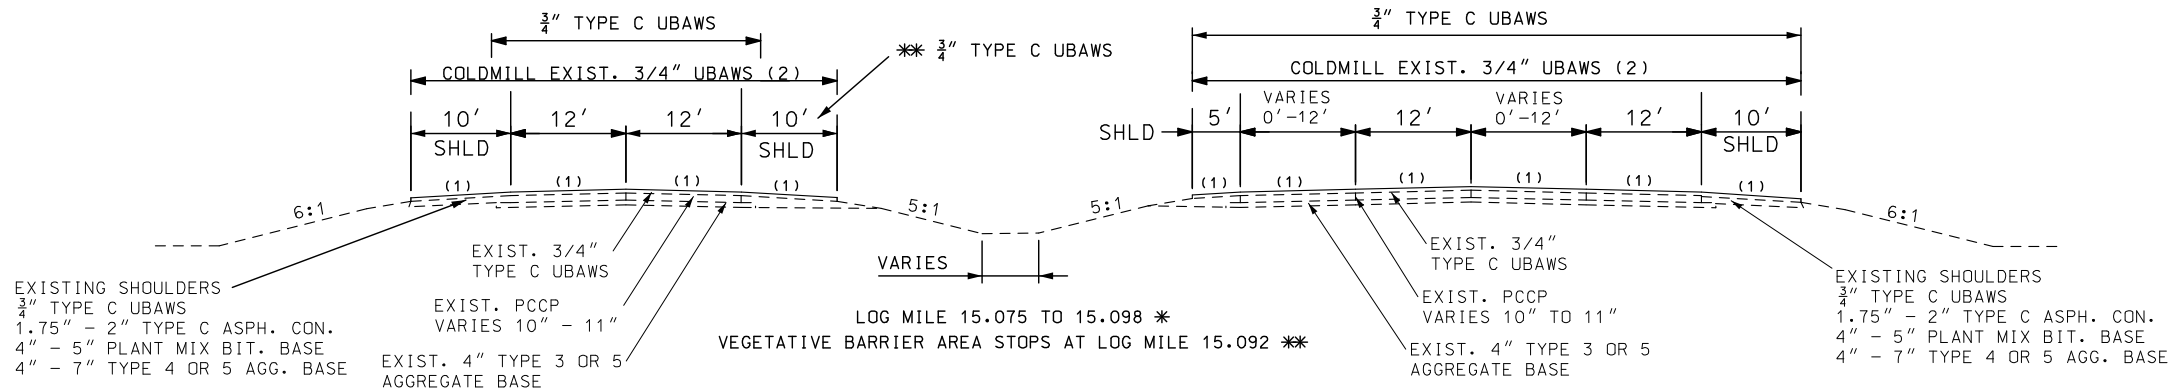 ¾" TYPE C UBAWS
** ¾" TYPE C UBAWS
COLDMILL EXIST. 3/4" UBAWS (2)
10' 12' 12' 10'
SHLD SHLD
(1) (1) (1) (1)
6:1
5:1
EXISTING SHOULDERS
¾" TYPE C UBAWS
1.75" - 2" TYPE C ASPH. CON.
4" - 5" PLANT MIX BIT. BASE
4" - 7" TYPE 4 OR 5 AGG. BASE
EXIST. 3/4"
TYPE C UBAWS
EXIST. PCCP
VARIES 10" - 11"
EXIST. 4" TYPE 3 OR 5
AGGREGATE BASE
VARIES
LOG MILE 15.075 TO 15.098 *
VEGETATIVE BARRIER AREA STOPS AT LOG MILE 15.092 **
¾" TYPE C UBAWS
COLDMILL EXIST. 3/4" UBAWS (2)
SHLD 5' VARIES 0'-12' 12' VARIES 0'-12' 12' 10'
SHLD
(1) (1) (1) (1) (1) (1)
5:1
6:1
EXIST. 3/4"
TYPE C UBAWS
EXIST. PCCP
VARIES 10" TO 11"
EXIST. 4" TYPE 3 OR 5
AGGREGATE BASE
EXISTING SHOULDERS
¾" TYPE C UBAWS
1.75" - 2" TYPE C ASPH. CON.
4" - 5" PLANT MIX BIT. BASE
4" - 7" TYPE 4 OR 5 AGG. BASE